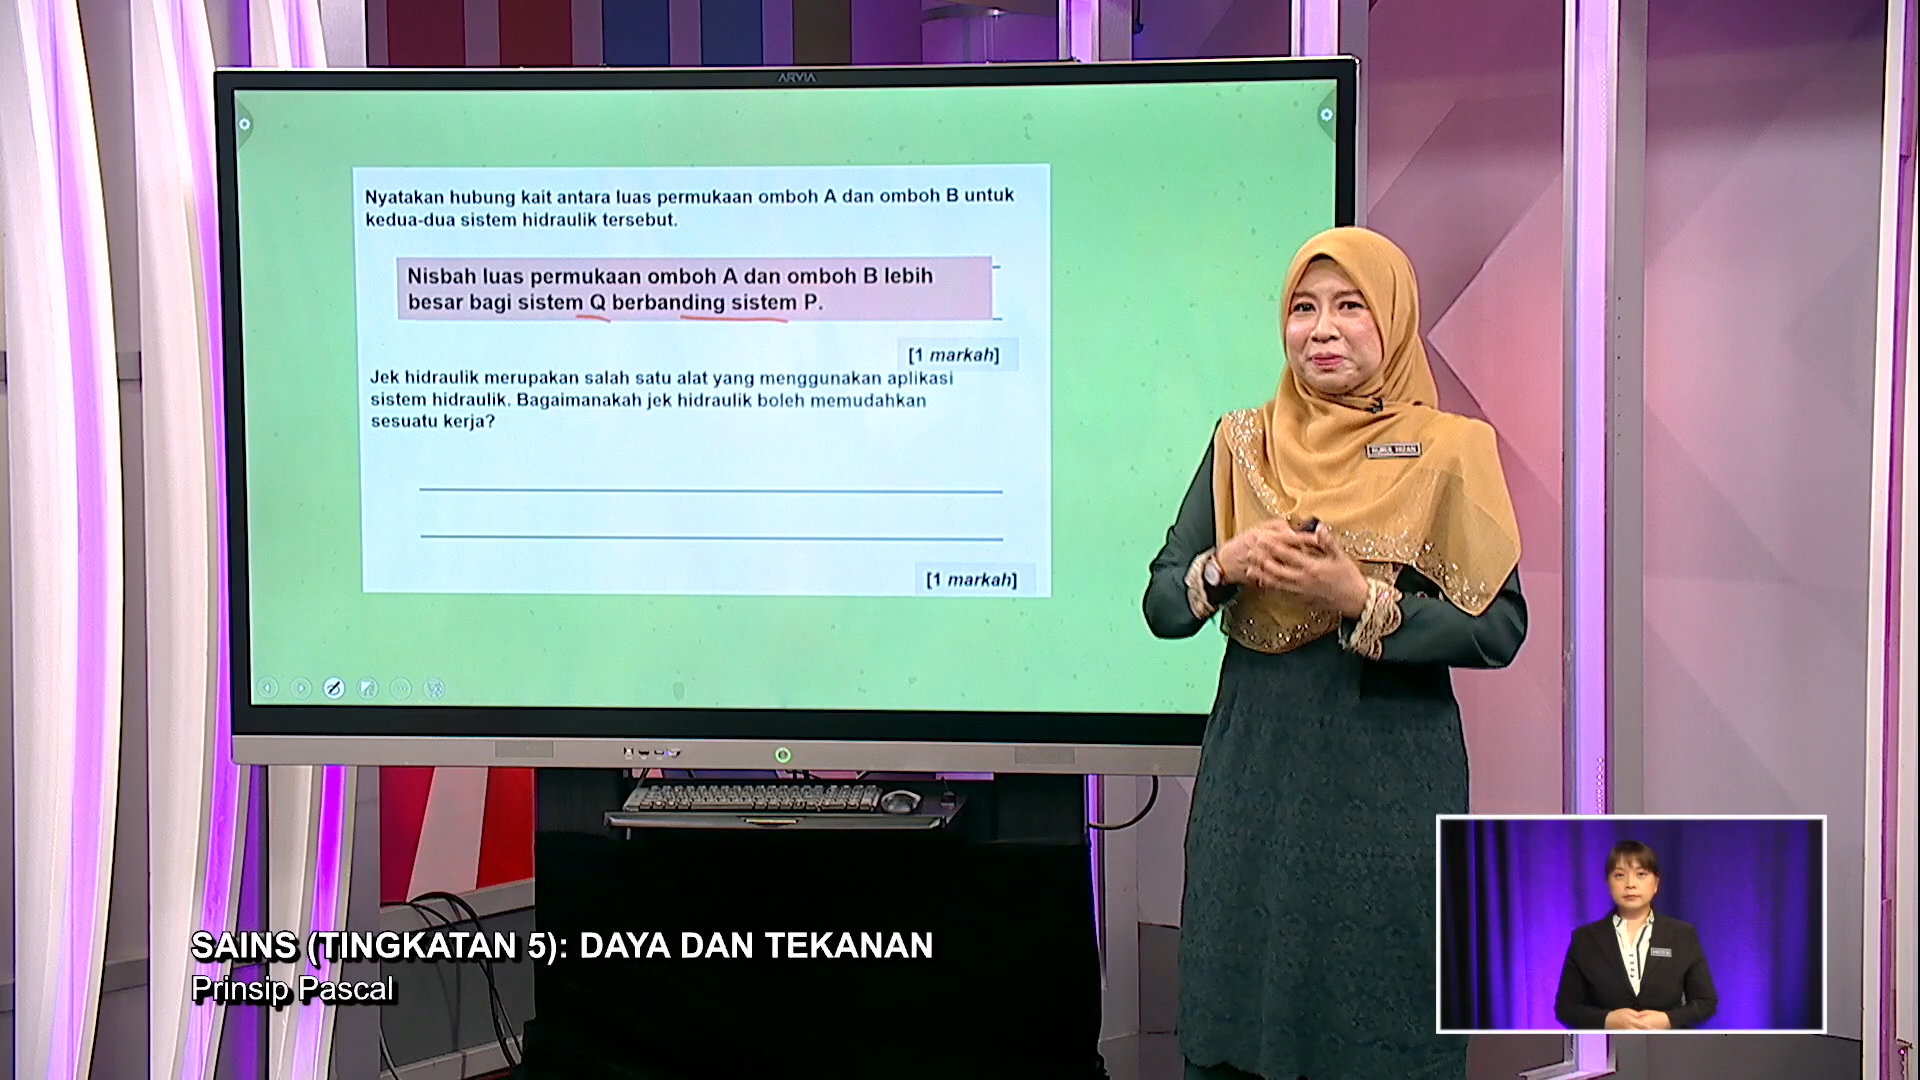 ARVIA
Nyatakan hubung kait antara luas permukaan omboh A dan omboh B untuk
kedua-dua sistem hidraulik tersebut.
Nisbah luas permukaan omboh A dan omboh B lebih
besar bagi sistem Q berbanding sistem P.
[1 markah]
Jek hidraulik merupakan salah satu alat yang menggunakan aplikasi
sistem hidraulik. Bagaimanakah jek hidraulik boleh memudahkan
sesuatu kerja?
[1 markah]
SAINS (TINGKATAN 5): DAYA DAN TEKANAN
Prinsip Pascal